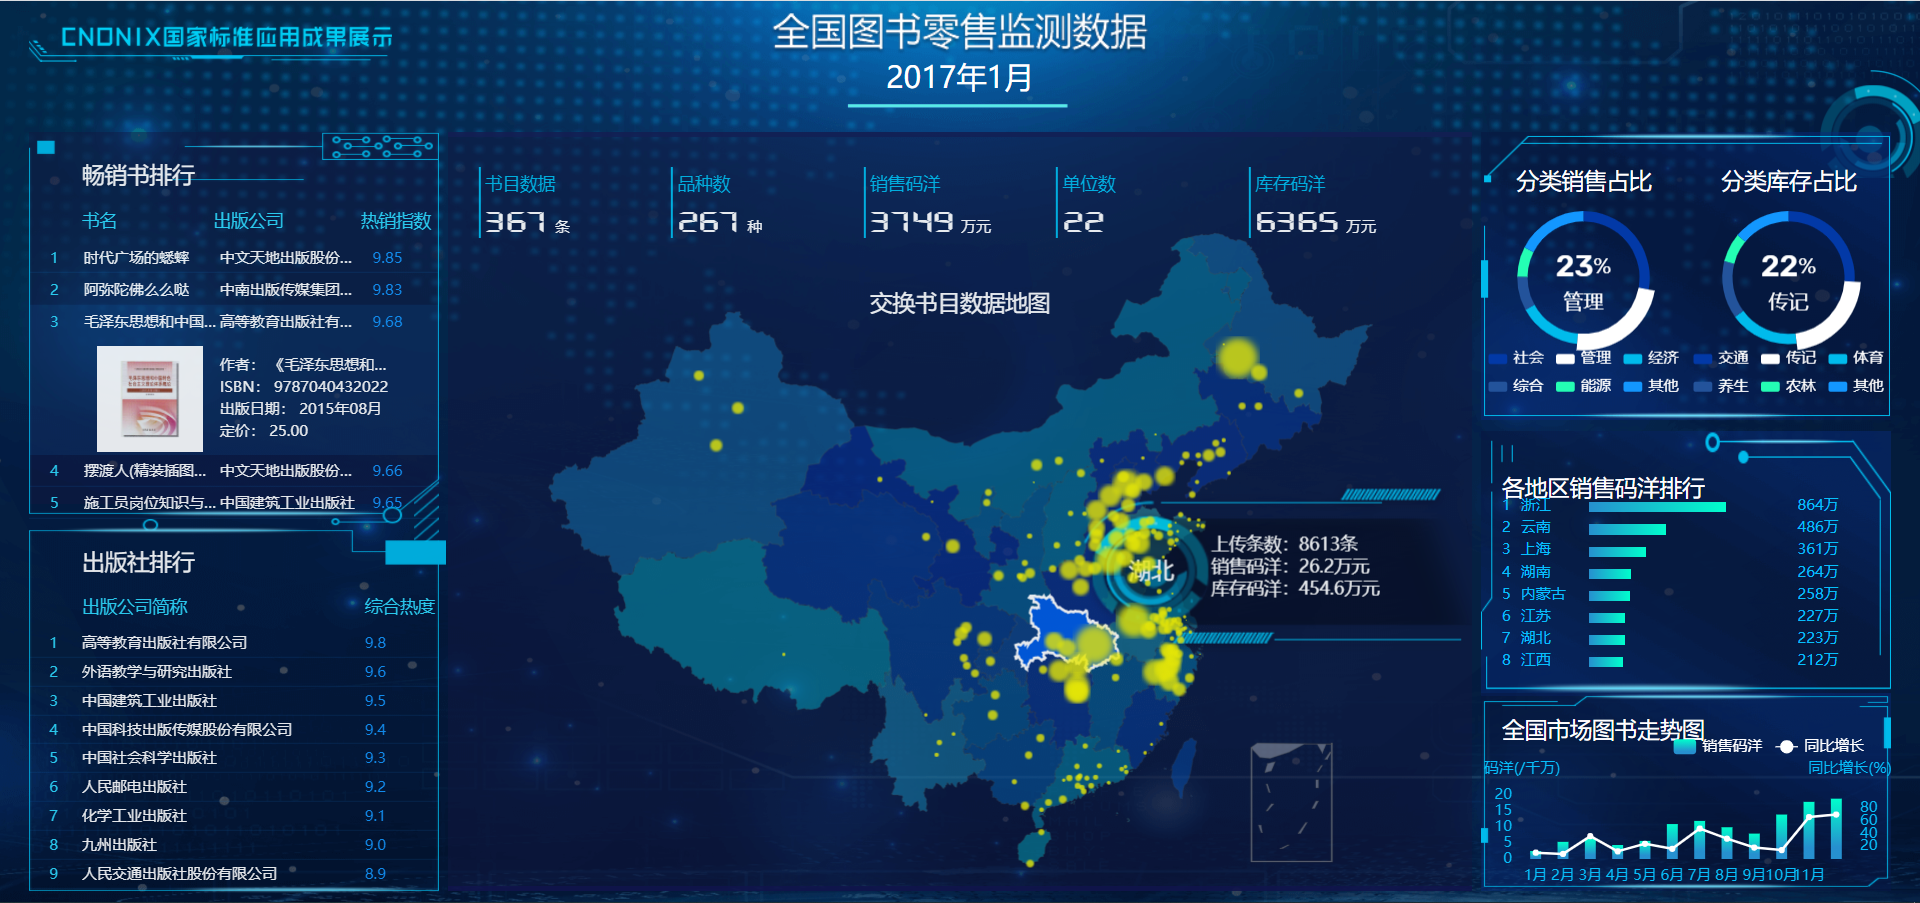 CNONIX国家标准应用成果展示
全国图书零售监测数据
2017年1月
畅销书排行
书名 出版公司 热销指数
1 时代广场的蟋蟀 中文天地出版股份... 9.85
2 阿弥陀佛么么哒 中南出版传媒集团... 9.83
3 毛泽东思想和中国... 高等教育出版社有... 9.68
作者: 《毛泽东思想和...
ISBN: 9787040432022
出版日期: 2015年08月
定价: 25.00
4 摆渡人(精装插图... 中文天地出版股份... 9.66
5 施工员岗位知识与... 中国建筑工业出版社 9.65
出版社排行
出版公司简称 综合热度
1 高等教育出版社有限公司 9.8
2 外语教学与研究出版社 9.6
3 中国建筑工业出版社 9.5
4 中国科技出版传媒股份有限公司 9.4
5 中国社会科学出版社 9.3
6 人民邮电出版社 9.2
7 化学工业出版社 9.1
8 九州出版社 9.0
9 人民交通出版社股份有限公司 8.9
书目数据 品种数 销售码洋 单位数 库存码洋
367 条 267 种 3749 万元 22 6365 万元
交换书目数据地图
湖北
上传条数: 8613条
销售码洋: 26.2万元
库存码洋: 454.6万元
分类销售占比 分类库存占比
23% 22%
管理 传记
社会 管理 经济 交通 传记 体育
综合 能源 其他 养生 农林 其他
各地区销售码洋排行
1 浙江 864万
2 云南 486万
3 上海 361万
4 湖南 264万
5 内蒙古 258万
6 江苏 227万
7 湖北 223万
8 江西 212万
全国市场图书走势图
销售码洋 同比增长
码洋(/千万) 同比增长(%)
20
15
10
5
0
80
60
40
20
1月 2月 3月 4月 5月 6月 7月 8月 9月 10月 11月